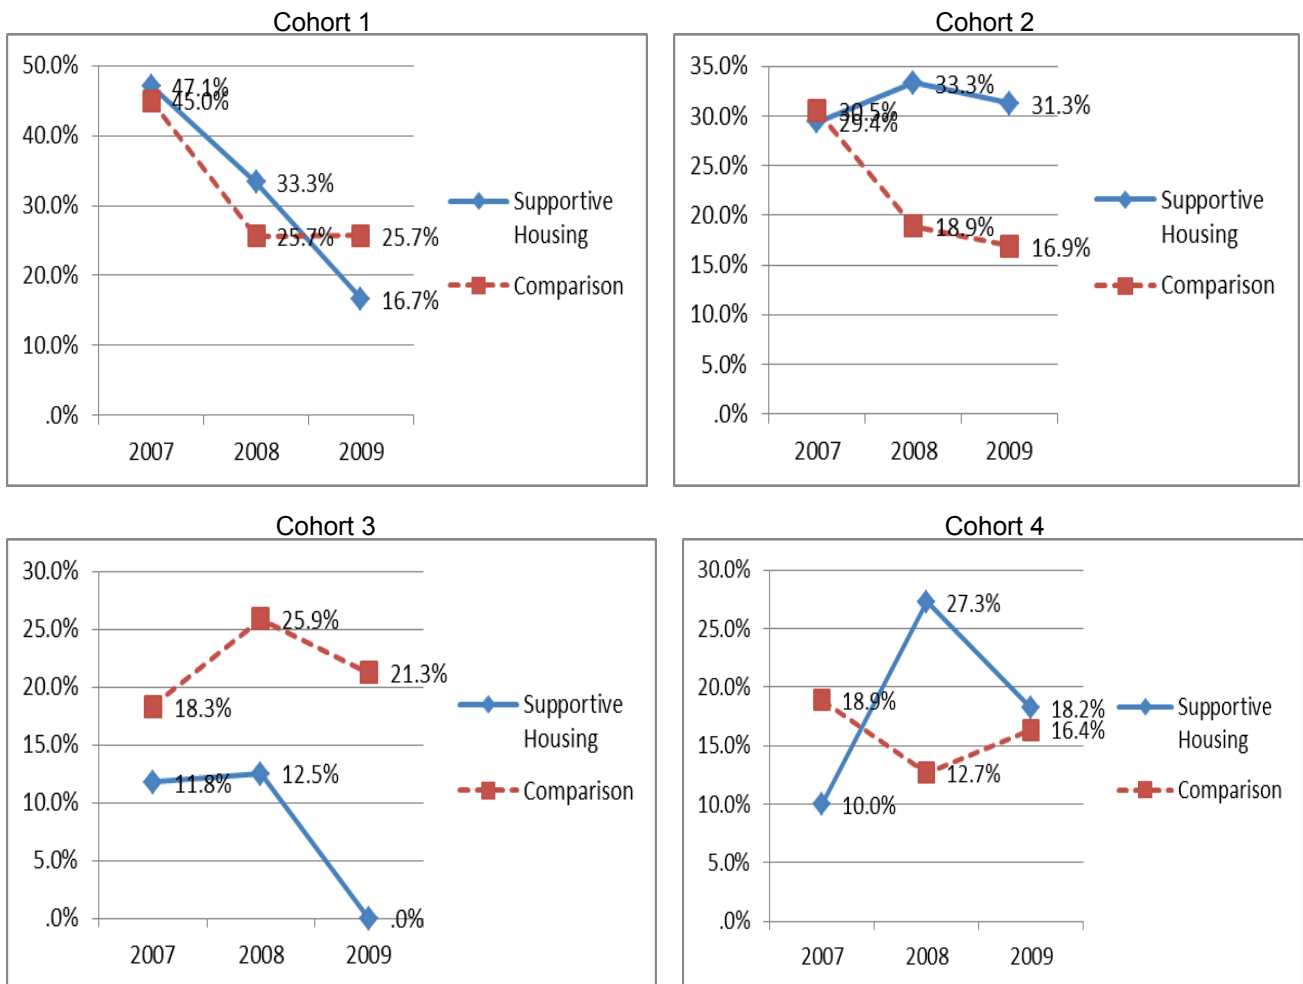 Cohort 1
50.0%
40.0%
30.0%
20.0%
10.0%
.0%
47.1%
45.0%
33.3%
25.7%
25.7%
16.7%
2007 2008 2009
Supportive
Housing
Comparison
Cohort 2
35.0%
30.0%
25.0%
20.0%
15.0%
10.0%
5.0%
.0%
30.5%
29.4%
33.3%
31.3%
18.9%
16.9%
2007 2008 2009
Supportive
Housing
Comparison
Cohort 3
30.0%
25.0%
20.0%
15.0%
10.0%
5.0%
.0%
25.9%
21.3%
18.3%
11.8%
12.5%
.0%
2007 2008 2009
Supportive
Housing
Comparison
Cohort 4
30.0%
25.0%
20.0%
15.0%
10.0%
5.0%
.0%
27.3%
18.9%
18.2%
16.4%
12.7%
10.0%
2007 2008 2009
Supportive
Housing
Comparison